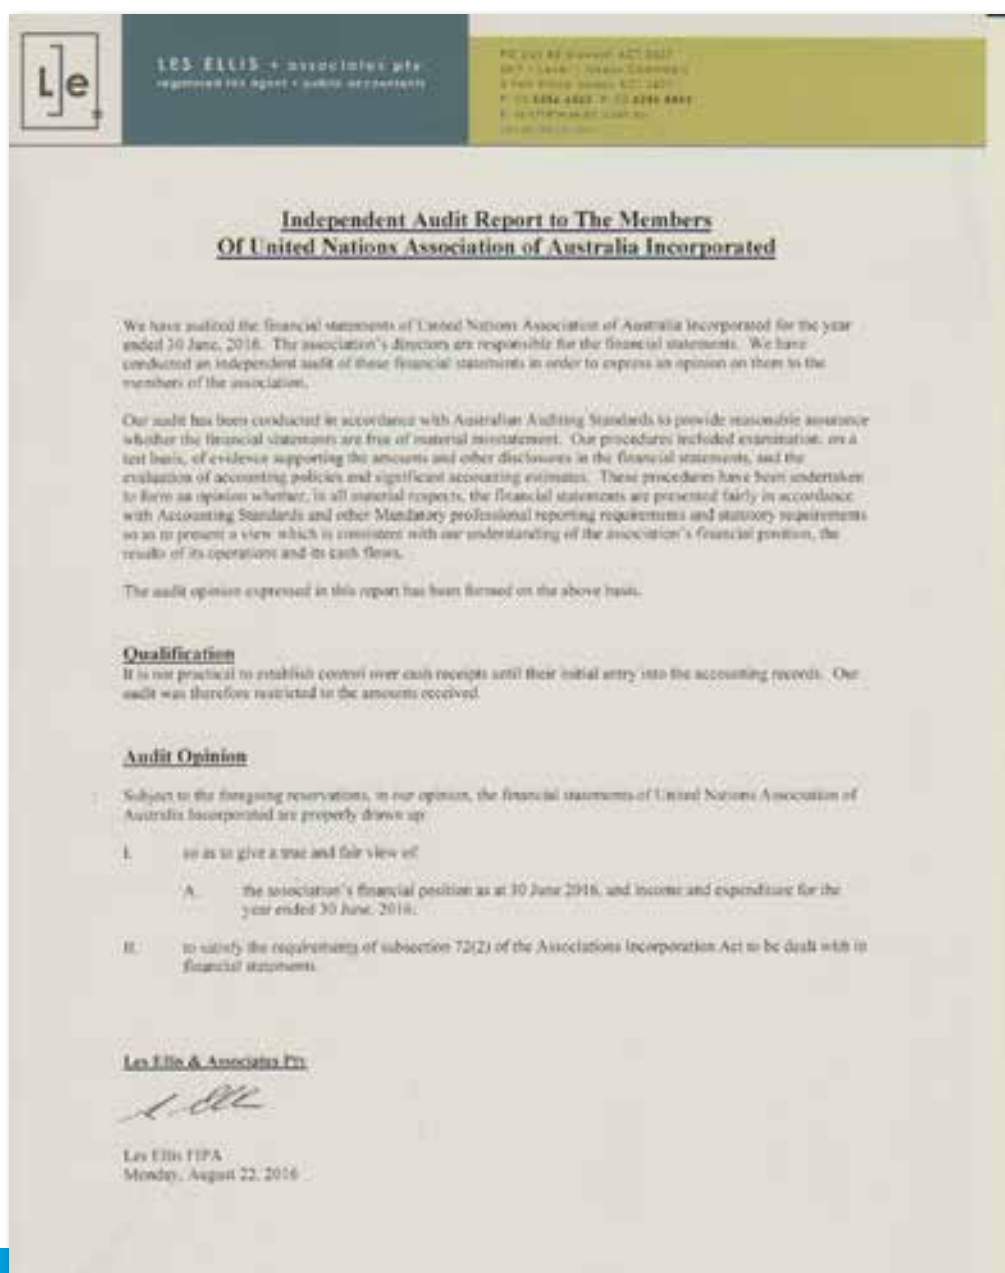 L]e
LES ELLIS + associates pty
registered tax agent + public accountants
Independent Audit Report to The Members
Of United Nations Association of Australia Incorporated
We have audited the financial statements of United Nations Association of Australia Incorporated for the year
ended 30 June, 2016. The association's directors are responsible for the financial statements. We have
conducted an independent audit of these financial statements in order to express an opinion on them to the
members of the association.
Our audit has been conducted in accordance with Australian Auditing Standards to provide reasonable assurance
whether the financial statements are free of material misstatement. Our procedures included examination, on a
test basis, of evidence supporting the amounts and other disclosures in the financial statements, and the
evaluation of accounting policies and significant accounting estimates. These procedures have been undertaken
to form an opinion whether, in all material respects, the financial statements are presented fairly in accordance
with Accounting Standards and other Mandatory professional reporting requirements and statutory requirements
so as to present a view which is consistent with our understanding of the association's financial position, the
results of its operations and its cash flows.
The audit opinion expressed in this report has been formed on the above basis.
Qualification
It is not practical to establish control over cash receipts until their initial entry into the accounting records. Our
audit was therefore restricted to the amounts received.
Audit Opinion
Subject to the foregoing reservations, in our opinion, the financial statements of United Nations Association of
Australia Incorporated are properly drawn up
I. so as to give a true and fair view of:
A. the association's financial position as at 30 June 2016, and income and expenditure for the
year ended 30 June, 2016;
II. to satisfy the requirements of subsection 72(2) of the Associations Incorporation Act to be dealt with in
financial statements.
Les Ellis & Associates Pty
Les Ellis FIPA
Monday, August 22, 2016